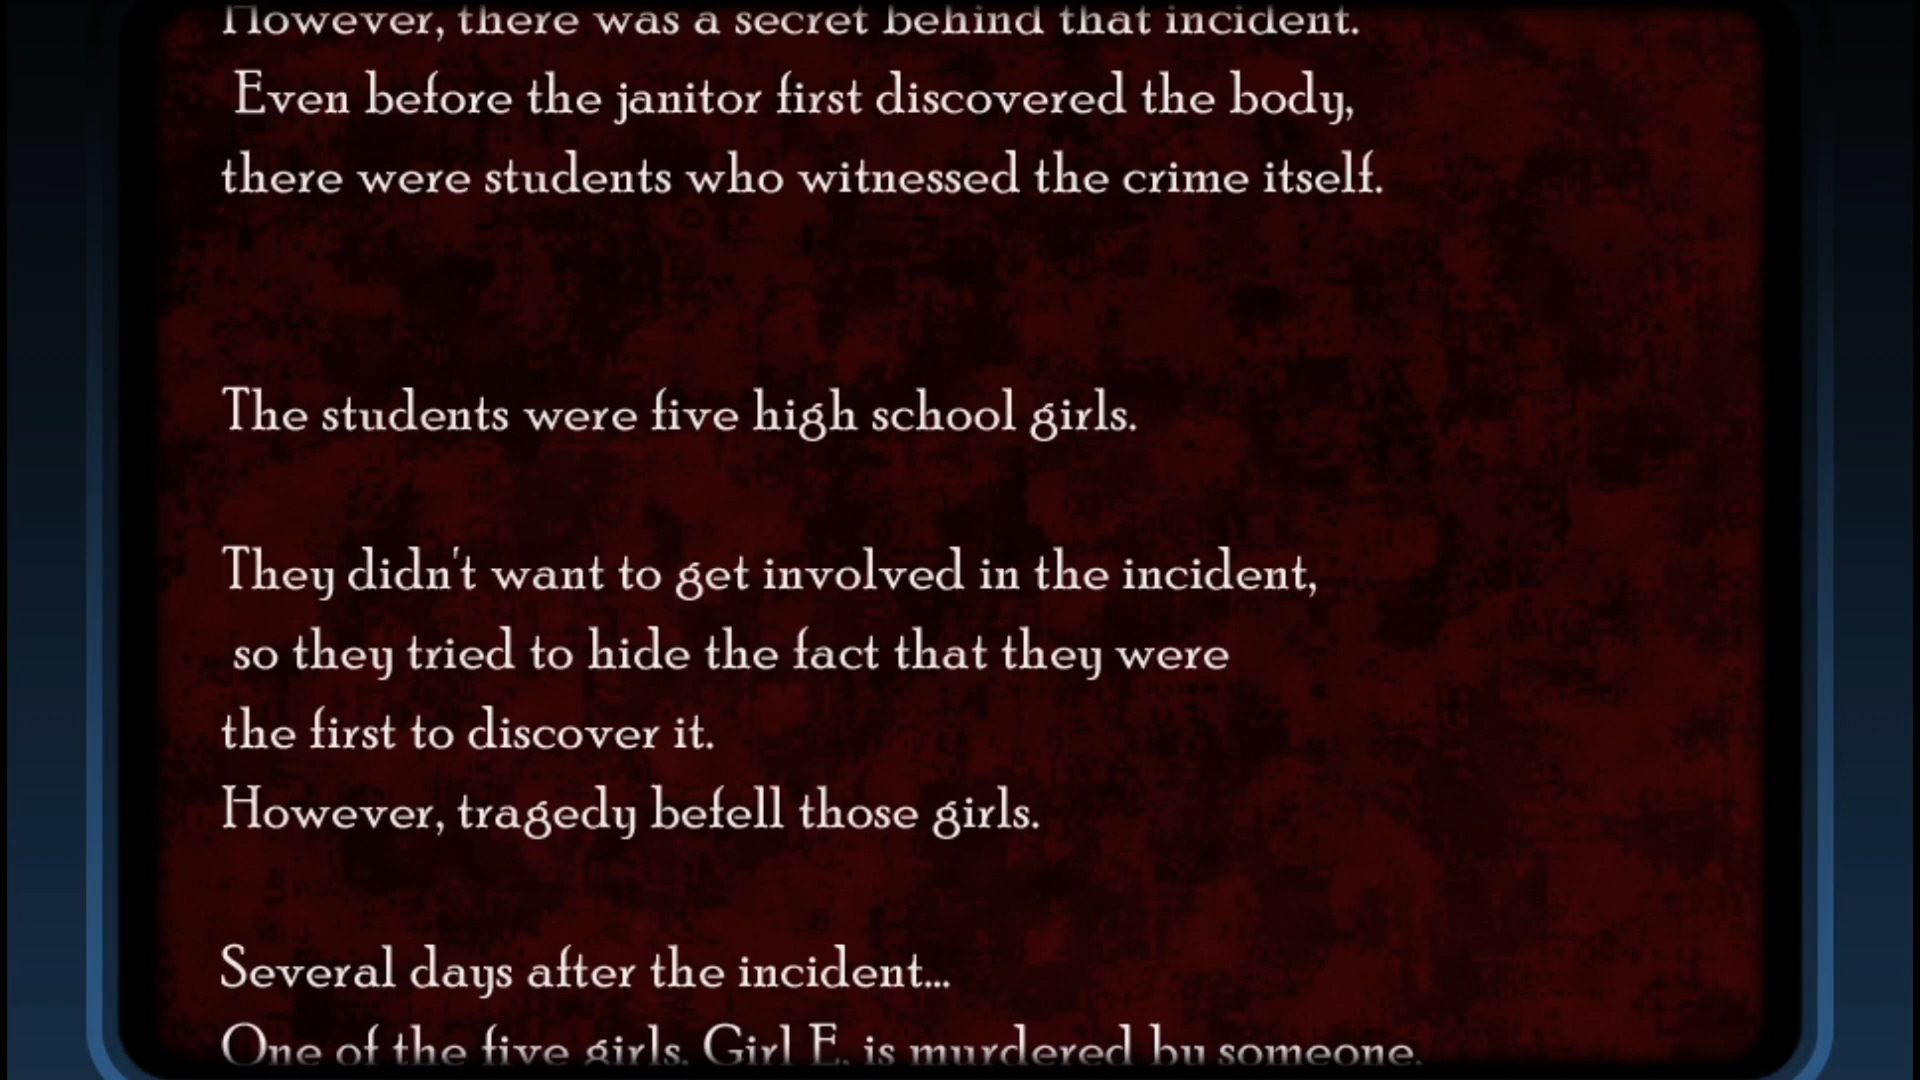 However, there was a secret behind that incident.
Even before the janitor first discovered the body,
there were students who witnessed the crime itself.
The students were five high school girls.
They didn't want to get involved in the incident,
so they tried to hide the fact that they were
the first to discover it.
However, tragedy befell those girls.
Several days after the incident...
One of the five girls, Girl E, is murdered by someone.